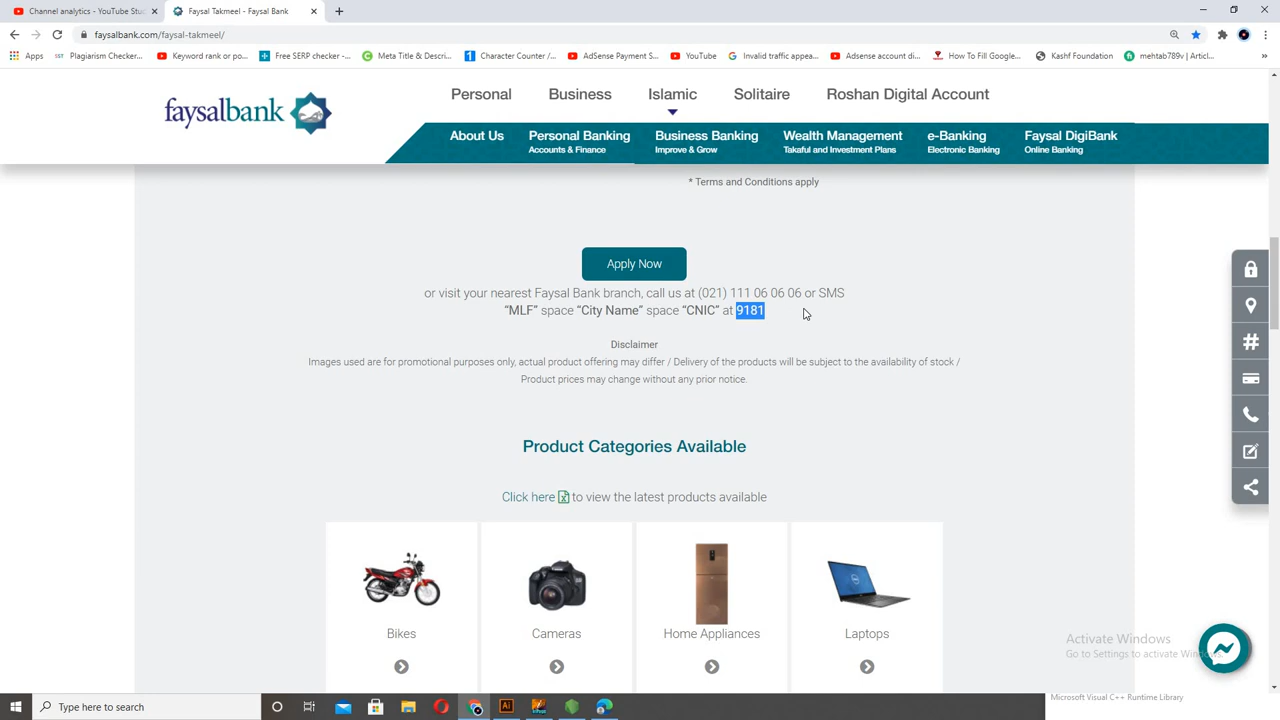 Channel analytics - YouTube Stu
Faysal Takmeel - Faysal Bank
faysalbank.com/faysal-takmeel/
Apps
SST
Plagiarism Checker...
Keyword rank or po...
Free SERP checker -...
Meta Title & Descri...
Character Counter /...
AdSense Payment S...
YouTube
Invalid traffic appea...
Adsense account di...
How To Fill Google...
Kashf Foundation
mehtab789v | Articl...
faysalbank
Personal
Business
Islamic
Solitaire
Roshan Digital Account
About Us
Personal Banking
Accounts & Finance
Business Banking
Improve & Grow
Wealth Management
Takaful and Investment Plans
e-Banking
Electronic Banking
Faysal DigiBank
Online Banking
* Terms and Conditions apply
Apply Now
or visit your nearest Faysal Bank branch, call us at (021) 111 06 06 06 or SMS
“MLF” space “City Name” space “CNIC” at 9181
Disclaimer
Images used are for promotional purposes only, actual product offering may differ / Delivery of the products will be subject to the availability of stock /
Product prices may change without any prior notice.
Product Categories Available
Click here to view the latest products available
Bikes
Cameras
Home Appliances
Laptops
Activate Windows
Go to Settings to activate Windows.
Microsoft Visual C++ Runtime Library
Type here to search